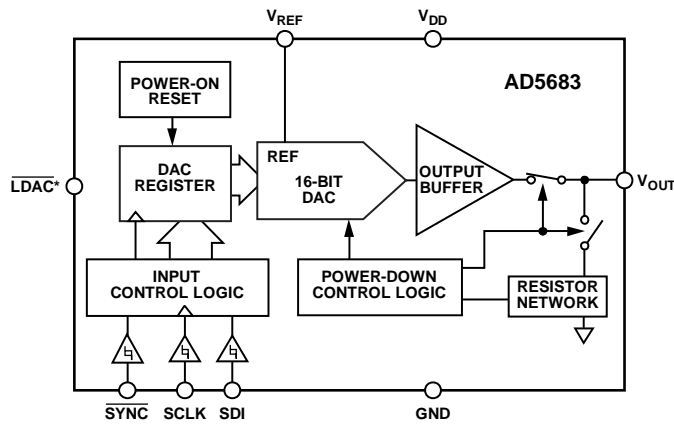 VREF
VDD
POWER-ON
RESET
AD5683
REF
DAC
REGISTER
16-BIT
DAC
OUTPUT
BUFFER
LDAC*
VOUT
INPUT
CONTROL LOGIC
POWER-DOWN
CONTROL LOGIC
RESISTOR
NETWORK
SYNC
SCLK
SDI
GND